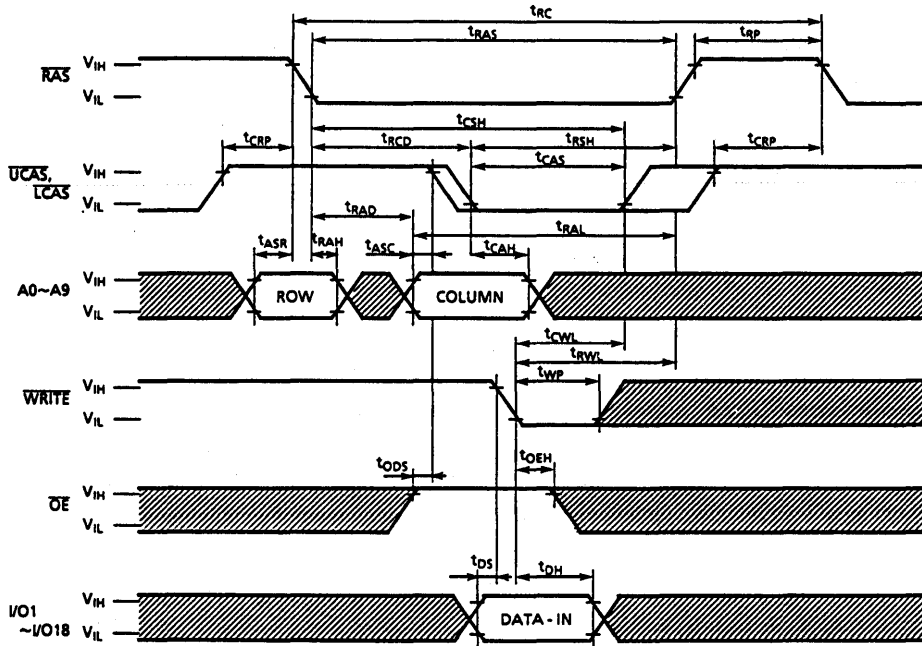 tRC
tRAS
tRP
RAS
VIH
VIL
tCSH
tCRP
tRCD
tRSH
tCRP
UCAS,
LCAS
VIH
VIL
tCAS
tRAD
tRAL
tASR
tRAH
tASC
tCAH
A0~A9
VIH
VIL
ROW
COLUMN
tCWL
tRWL
tWP
WRITE
VIH
VIL
tODS
tOEH
OE
VIH
VIL
tDS
tDH
I/O1
~I/O18
VIH
VIL
DATA-IN